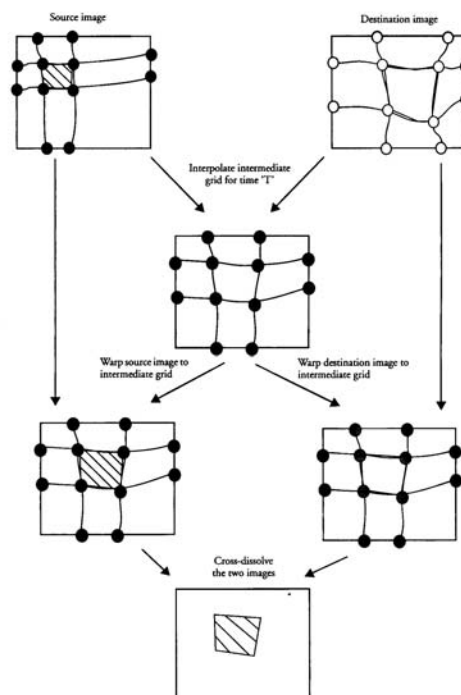 Source image
Destination image
Interpolate intermediate
grid for time 'T'
Warp source image to
intermediate grid
Warp destination image to
intermediate grid
Cross-dissolve
the two images